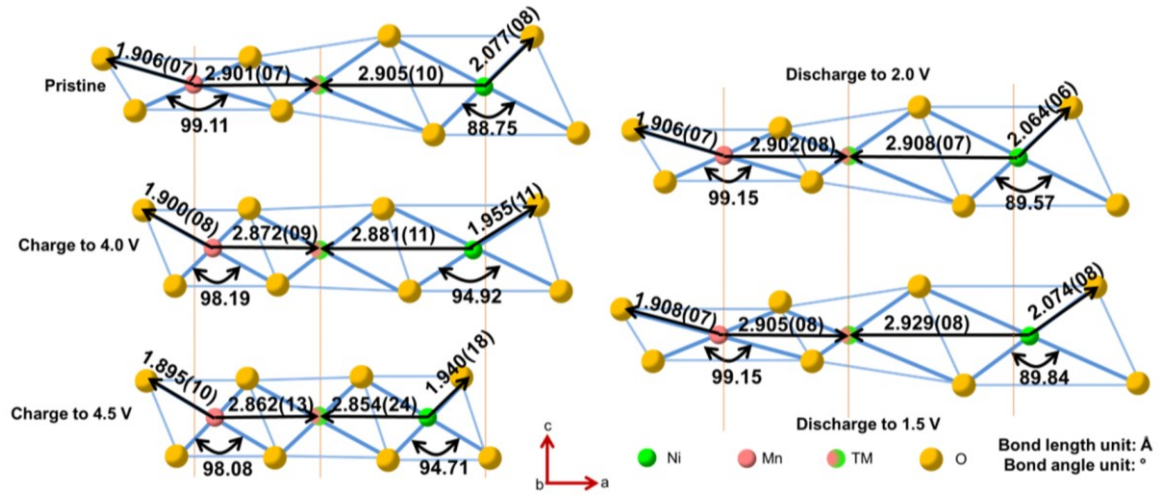 Pristine
1.906(07)
2.901(07)
2.905(10)
2.077(08)
99.11
88.75
Charge to 4.0 V
1.900(08)
2.872(09)
2.881(11)
1.955(11)
98.19
94.92
Charge to 4.5 V
1.895(10)
2.862(13)
2.854(24)
1.940(18)
98.08
94.71
Discharge to 2.0 V
1.906(07)
2.902(08)
2.908(07)
2.064(06)
99.15
89.57
1.908(07)
2.905(08)
2.929(08)
2.074(08)
99.15
89.84
Discharge to 1.5 V
c
b
a
Ni
Mn
TM
O
Bond length unit: Å
Bond angle unit: °